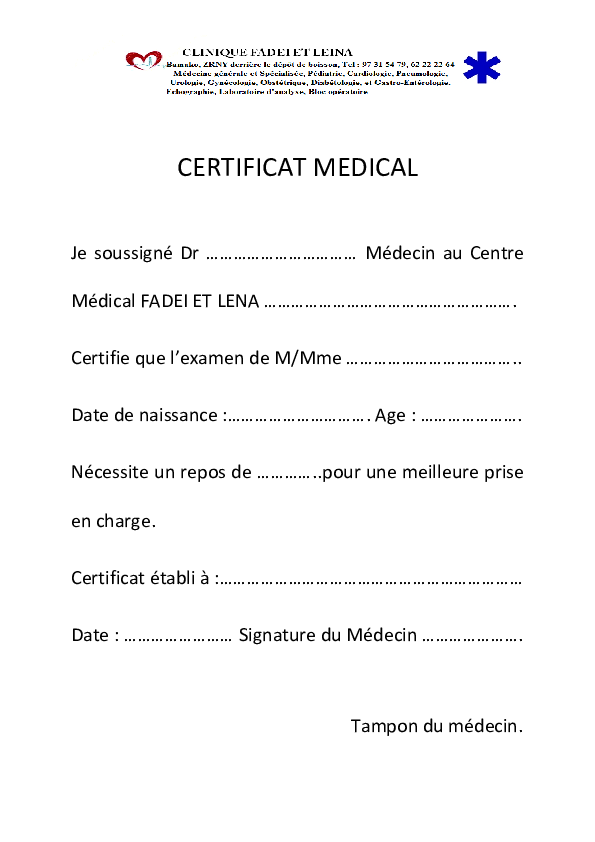 CLINIQUE FADEI ET LEINA
Bamako, ZRNY derrière le dépôt de boisson, Tel : 97 31 54 79, 62 22 22 64
Médecine générale et Spécialisée, Pédiatric, Cardiologie, Pneumologie,
Urologie, Gynécologie, Obstétrique, Diabétologie, et Gastro-Entérologie,
Echographie, Laboratoire d'analyse, Bloc opératoire
CERTIFICAT MEDICAL
Je soussigné Dr …………………………… Médecin au Centre
Médical FADEI ET LENA ……………………………………………….
Certifie que l’examen de M/Mme ………………………………..
Date de naissance :…………………………. Age : ………………….
Nécessite un repos de …………..pour une meilleure prise
en charge.
Certificat établi à :…………………………………………………………
Date : …………………… Signature du Médecin ………………….
Tampon du médecin.